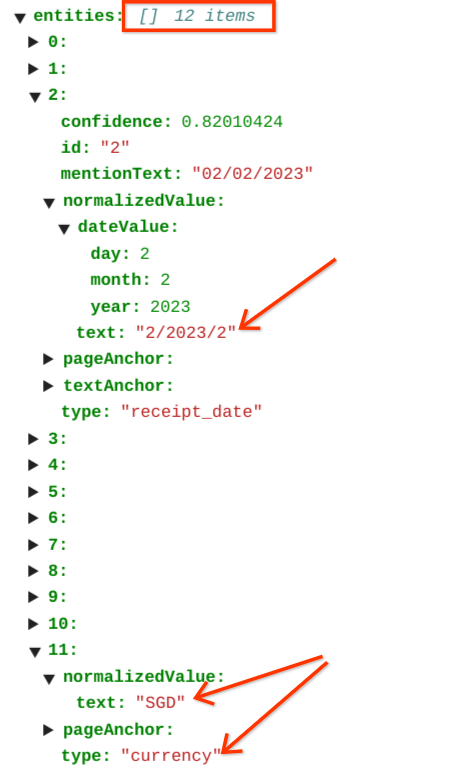 entities: [] 12 items
0:
1:
2:
confidence: 0.82010424
id: "2"
mentionText: "02/02/2023"
normalizedValue:
dateValue:
day: 2
month: 2
year: 2023
text: "2/2023/2"
pageAnchor:
textAnchor:
type: "receipt_date"
3:
4:
5:
6:
7:
8:
9:
10:
11:
normalizedValue:
text: "SGD"
pageAnchor:
type: "currency"